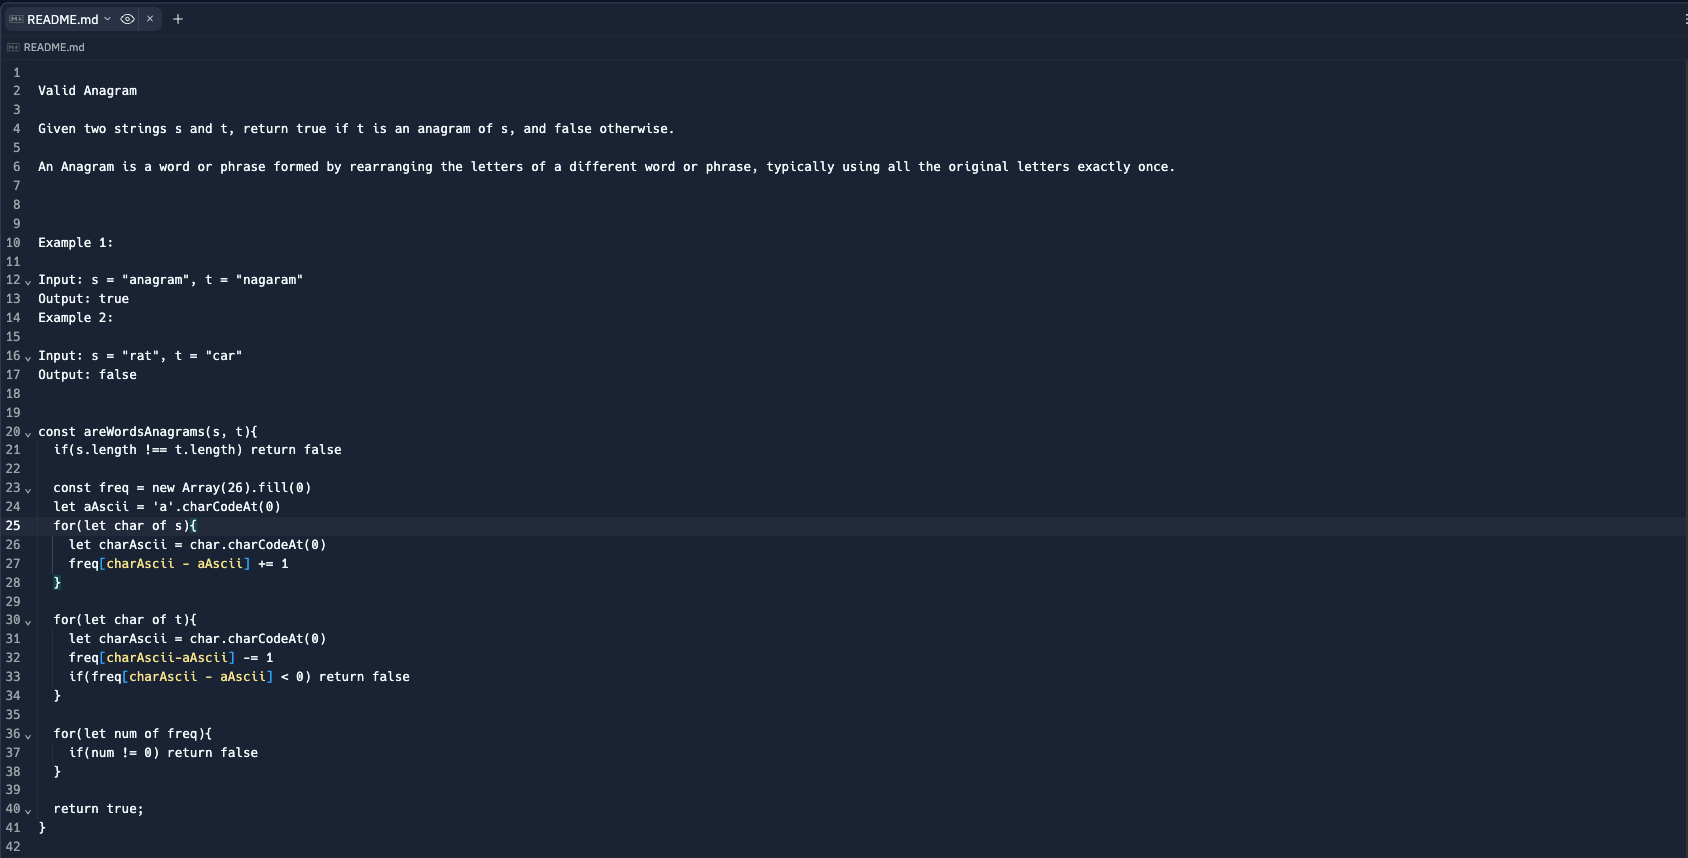 README.md
README.md
1
2 Valid Anagram
3
4 Given two strings s and t, return true if t is an anagram of s, and false otherwise.
5
6 An Anagram is a word or phrase formed by rearranging the letters of a different word or phrase, typically using all the original letters exactly once.
7
8
9
10 Example 1:
11
12 Input: s = "anagram", t = "nagaram"
13 Output: true
14 Example 2:
15
16 Input: s = "rat", t = "car"
17 Output: false
18
19
20 const areWordsAnagrams(s, t){
21   if(s.length !== t.length) return false
22
23   const freq = new Array(26).fill(0)
24   let aAscii = 'a'.charCodeAt(0)
25   for(let char of s){
26     let charAscii = char.charCodeAt(0)
27     freq[charAscii - aAscii] += 1
28   }
29
30   for(let char of t){
31     let charAscii = char.charCodeAt(0)
32     freq[charAscii-aAscii] -= 1
33     if(freq[charAscii - aAscii] < 0) return false
34   }
35
36   for(let num of freq){
37     if(num != 0) return false
38   }
39
40   return true;
41 }
42